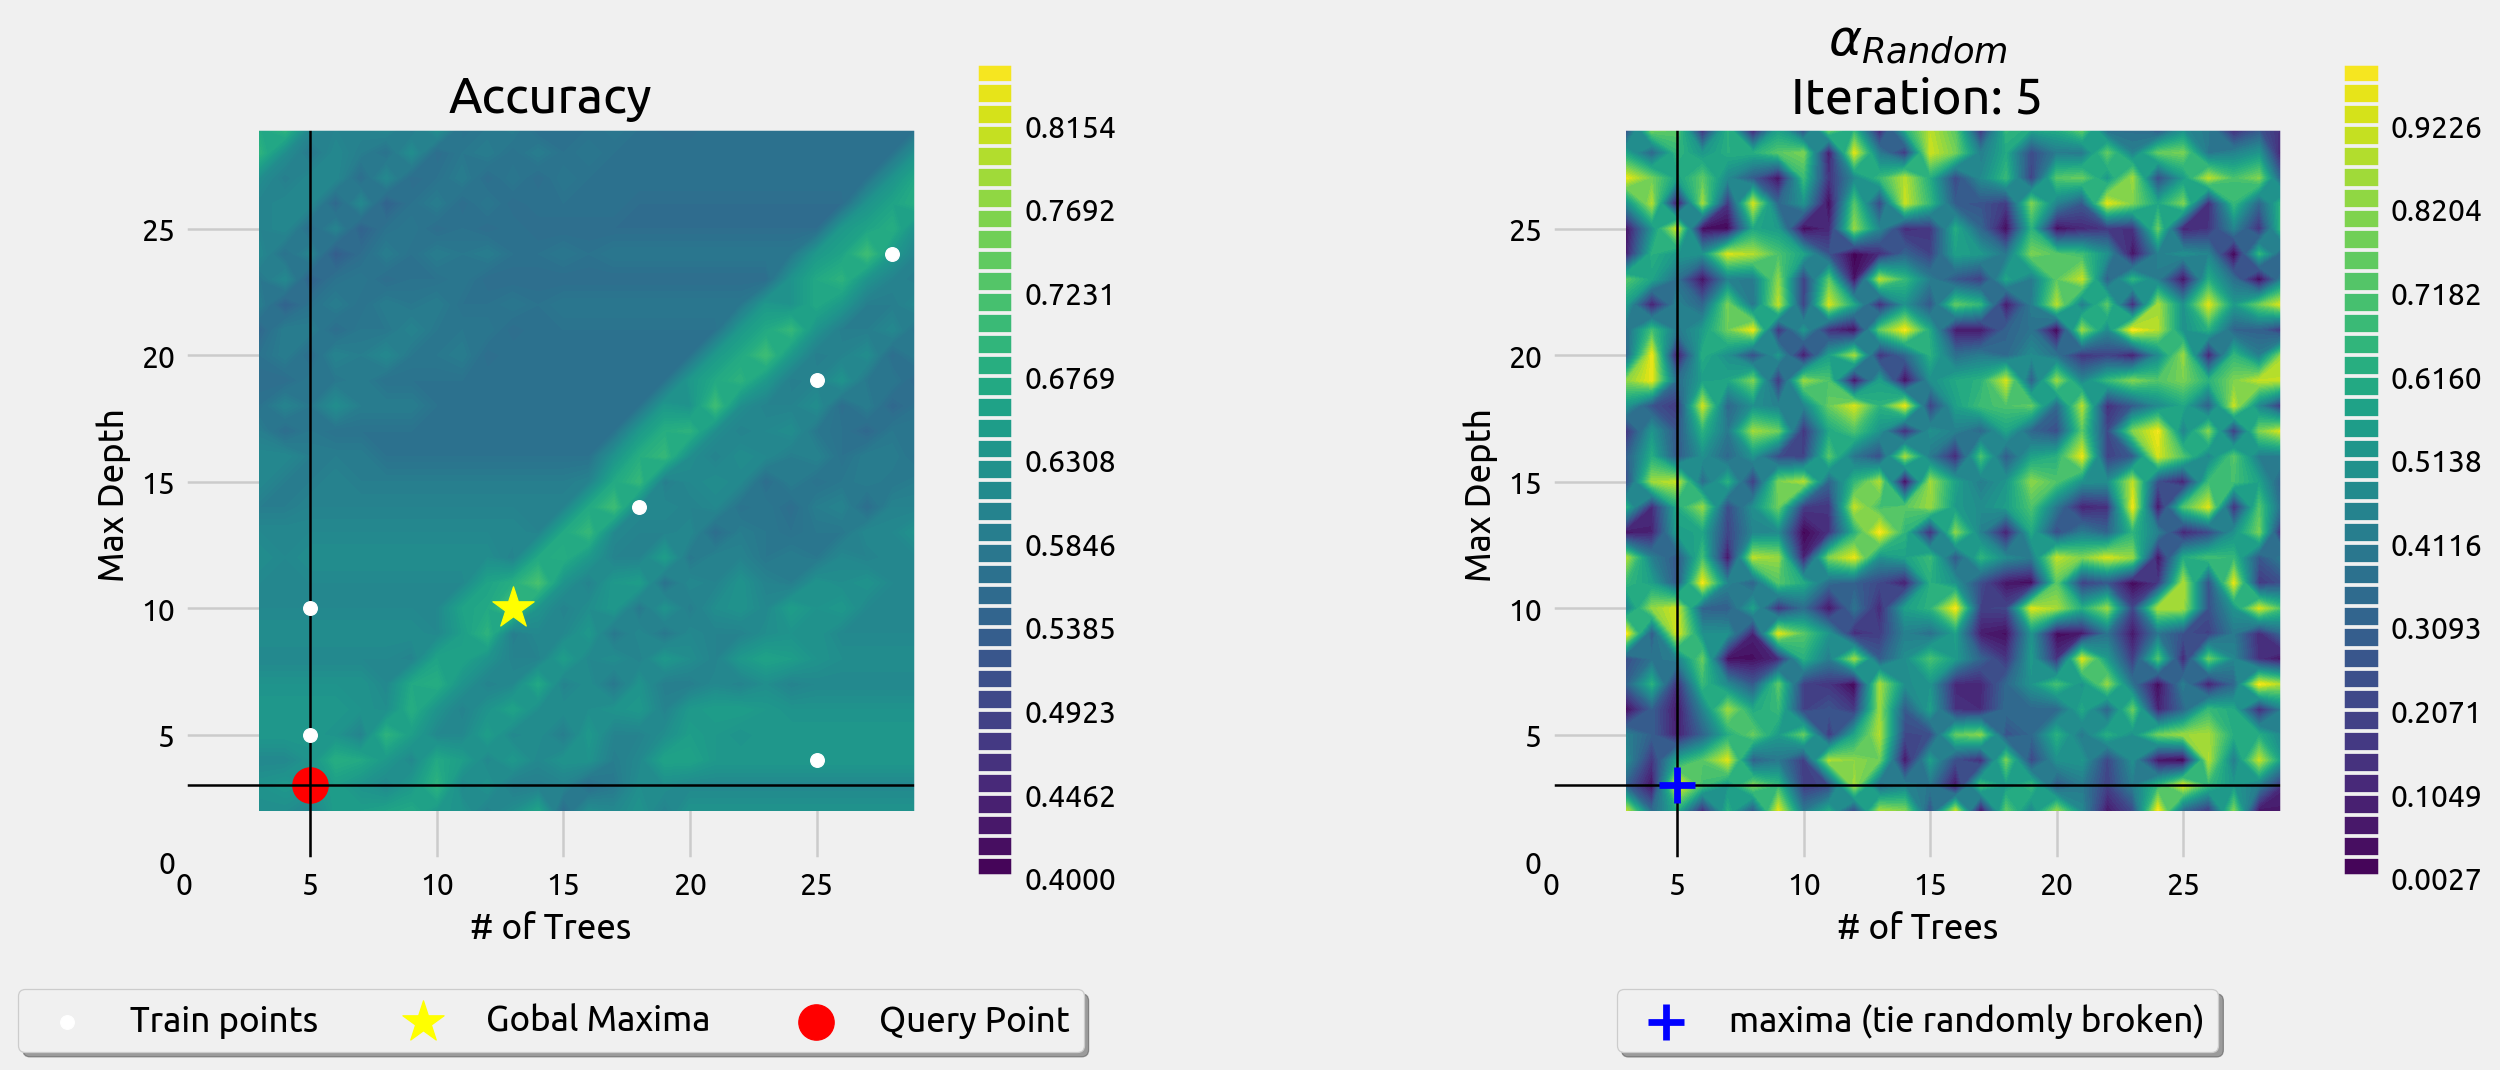 Accuracy
Max Depth
25
20
15
10
5
0
0 5 10 15 20 25
# of Trees
0.8154
0.7692
0.7231
0.6769
0.6308
0.5846
0.5385
0.4923
0.4462
0.4000
Train points Gobal Maxima Query Point
α Random
Iteration: 5
Max Depth
25
20
15
10
5
0
0 5 10 15 20 25
# of Trees
0.9226
0.8204
0.7182
0.6160
0.5138
0.4116
0.3093
0.2071
0.1049
0.0027
maxima (tie randomly broken)